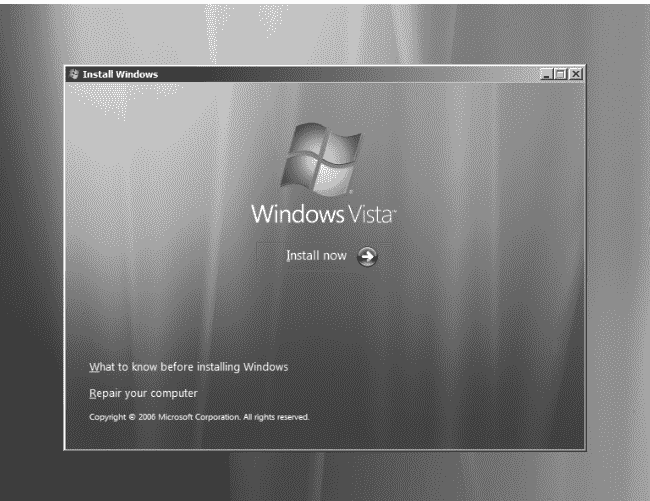 Install Windows
Windows Vista™
Install now
What to know before installing Windows
Repair your computer
Copyright © 2006 Microsoft Corporation. All rights reserved.